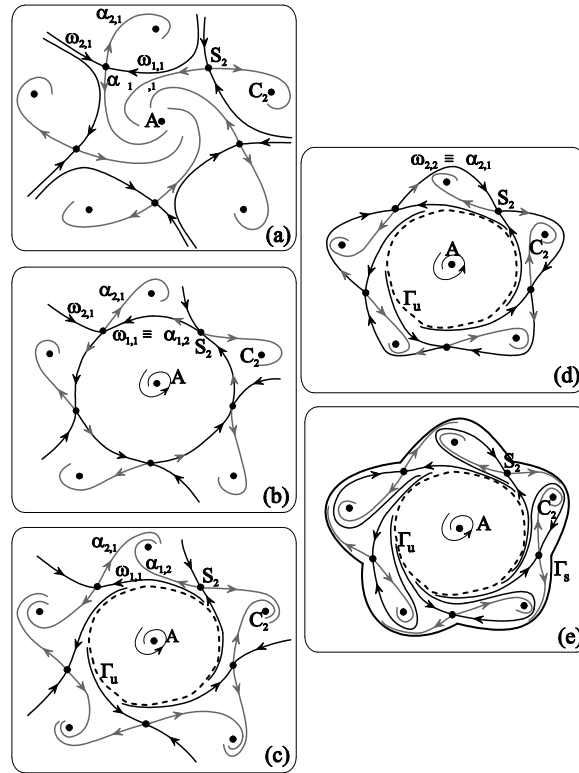 α2,1
ω2,1
ω1,1
S2
α 1 ,1
C2
A
(a)
α2,1
ω2,1
ω1,1 ≡ α1,2
S2
C2
A
(b)
α2,1
α1,2
ω1,1
S2
C2
A
Γu
(c)
ω2,2 ≡ α2,1
S2
C2
A
Γu
(d)
S2
C2
A
Γu
Γs
(e)